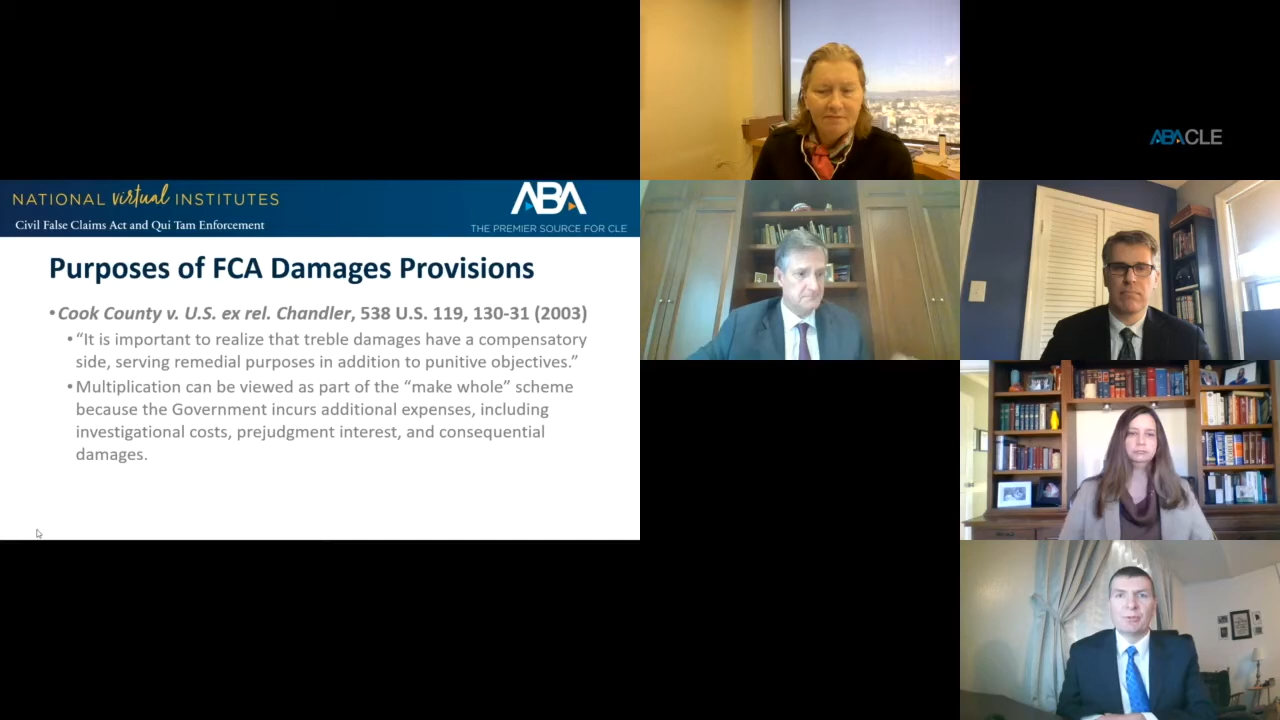 NATIONAL virtual INSTITUTES
Civil False Claims Act and Qui Tam Enforcement
ABA
THE PREMIER SOURCE FOR CLE
Purposes of FCA Damages Provisions
•Cook County v. U.S. ex rel. Chandler, 538 U.S. 119, 130-31 (2003)
•“It is important to realize that treble damages have a compensatory
side, serving remedial purposes in addition to punitive objectives.”
•Multiplication can be viewed as part of the “make whole” scheme
because the Government incurs additional expenses, including
investigational costs, prejudgment interest, and consequential
damages.
ABACLE